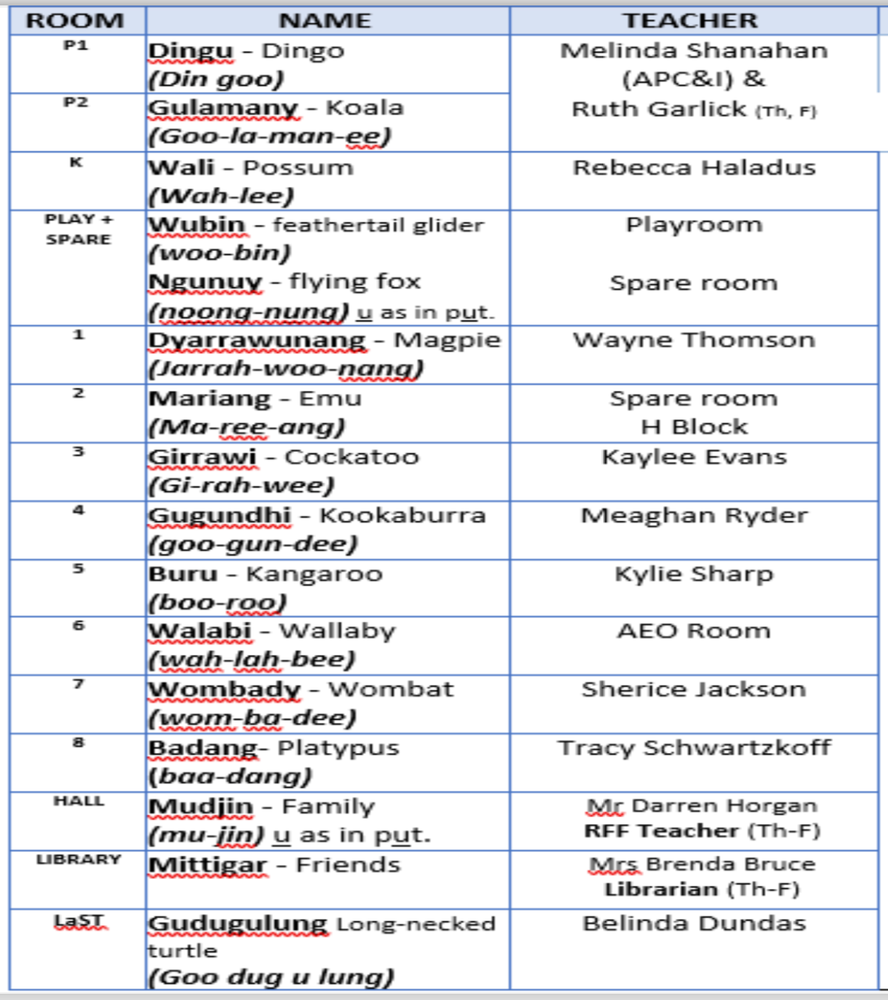 ROOM NAME TEACHER
P1 Dingu - Dingo Melinda Shanahan
(Din goo) (APC&I) &
P2 Gulamany - Koala Ruth Garlick (Th, F)
(Goo-la-man-ee)
K Wali - Possum Rebecca Haladus
(Wah-lee)
PLAY + Wubin - feathertail glider Playroom
SPARE (woo-bin)
Ngunuy - flying fox Spare room
(noong-nung) u as in put.
1 Dyarrawunang - Magpie Wayne Thomson
(Jarrah-woo-nang)
2 Mariang - Emu Spare room
(Ma-ree-ang) H Block
3 Girrawi - Cockatoo Kaylee Evans
(Gi-rah-wee)
4 Gugundhi - Kookaburra Meaghan Ryder
(goo-gun-dee)
5 Buru - Kangaroo Kylie Sharp
(boo-roo)
6 Walabi - Wallaby AEO Room
(wah-lah-bee)
7 Wombady - Wombat Sherice Jackson
(wom-ba-dee)
8 Badang- Platypus Tracy Schwartzkoff
(baa-dang)
HALL Mudjin - Family Mr Darren Horgan
(mu-jin) u as in put. RFF Teacher (Th-F)
LIBRARY Mittigar - Friends Mrs Brenda Bruce
Librarian (Th-F)
LaST Gudugulung Long-necked Belinda Dundas
turtle
(Goo dug u lung)